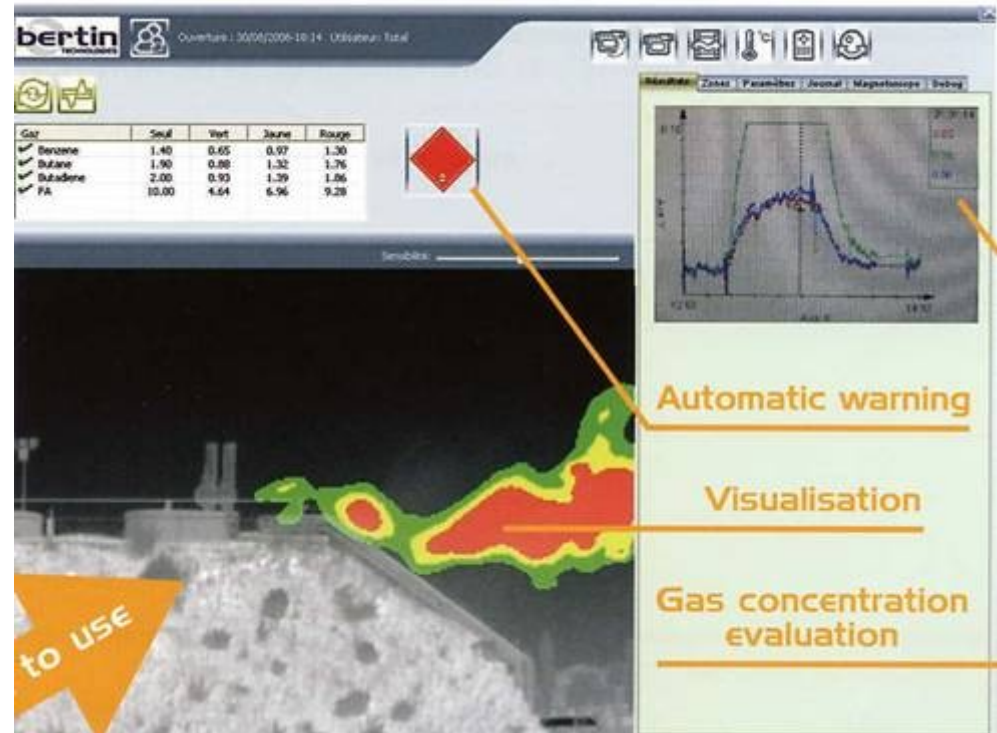 bertin
TECHNOLOGIES
Ouverture : 30/08/2006-18:14 Utilisateur: Total
Résultats Zones Paramètres Journal Magnetoscope Debug
Gaz Seuil Vert Jaune Rouge
Benzene 1.40 0.65 0.97 1.30
Butane 1.90 0.88 1.32 1.76
Butadiene 2.00 0.93 1.39 1.86
FA 10.00 4.64 6.96 9.28
Sensibilité:
Automatic warning
Visualisation
Gas concentration
evaluation
to use